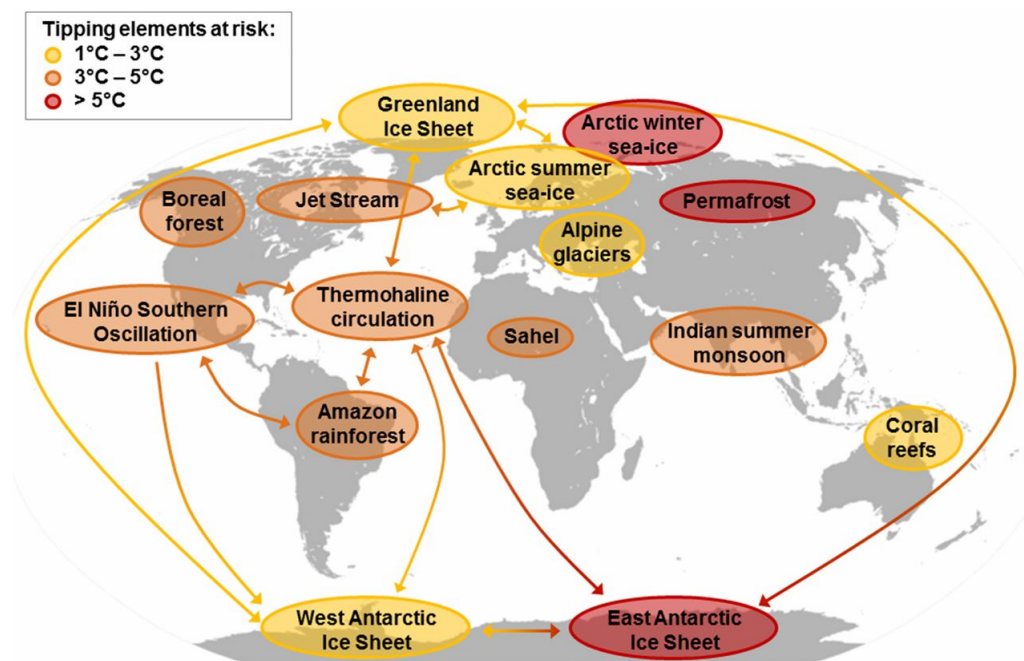 Tipping elements at risk:
1°C – 3°C
3°C – 5°C
> 5°C
Greenland
Ice Sheet
Arctic winter
sea-ice
Arctic summer
sea-ice
Boreal
forest
Jet Stream
Permafrost
Alpine
glaciers
El Niño Southern
Oscillation
Thermohaline
circulation
Sahel
Indian summer
monsoon
Amazon
rainforest
Coral
reefs
West Antarctic
Ice Sheet
East Antarctic
Ice Sheet